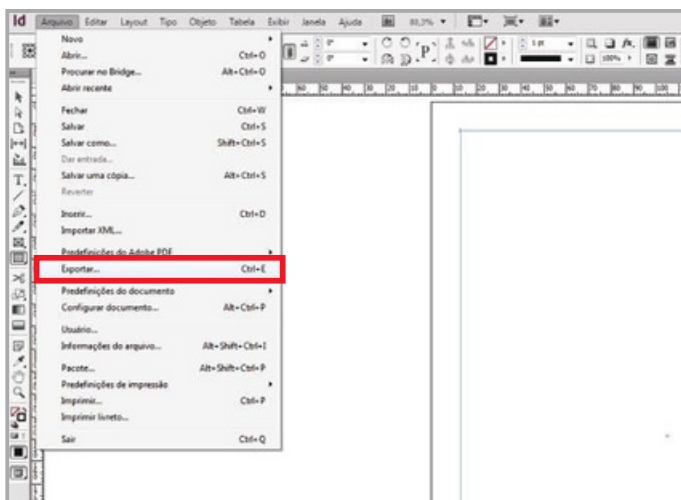 Id Arquivo Editar Layout Tipo Objeto Tabela Exibir Janela Ajuda Br 80,3%
Novo
Abrir... Ctrl+O
Procurar no Bridge... Alt+Ctrl+O
Abrir recente
Fechar Ctrl+W
Salvar Ctrl+S
Salvar como... Shift+Ctrl+S
Dar entrada...
Salvar uma cópia... Alt+Ctrl+S
Reverter
Inserir... Ctrl+D
Importar XML...
Predefinições do Adobe PDF
Exportar... Ctrl+E
Predefinições do documento
Configurar documento... Alt+Ctrl+P
Usuário...
Informações do arquivo... Alt+Shift+Ctrl+I
Pacote... Alt+Shift+Ctrl+P
Predefinições de impressão
Imprimir... Ctrl+P
Imprimir livreto...
Sair Ctrl+Q